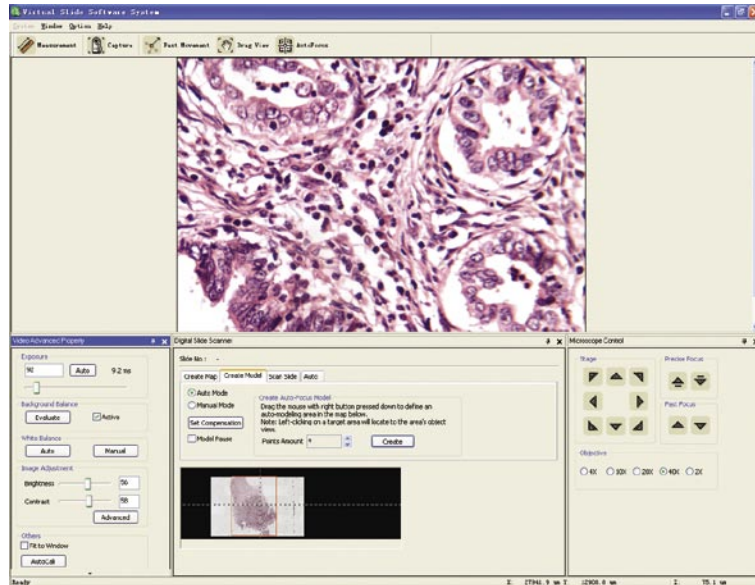 Virtual Slide Software System
System Window Option Help
Measurement Capture Fast Movement Drag View AutoFocus
Video Advanced Property
Exposure
92 Auto 9.2 ms
Background Balance
Evaluate Active
White Balance
Auto Manual
Image Adjustment
Brightness 56
Contrast 58
Advanced
Others
Fit to Window
AutoCali
Digital Slide Scanner
Slide No.: -
Create Map Create Model Scan Slide Auto
Auto Mode
Manual Mode
Set Compensation
Model Pause
Create Auto-Focus Model
Drag the mouse with right button pressed down to define an
auto-modeling area in the map below.
Note: Left-clicking on a target area will locate to the area's object
view.
Points Amount
Create
Microscope Control
Stage
Precise Focus
Fast Focus
Objective
4X 10X 20X 40X 2X
Ready